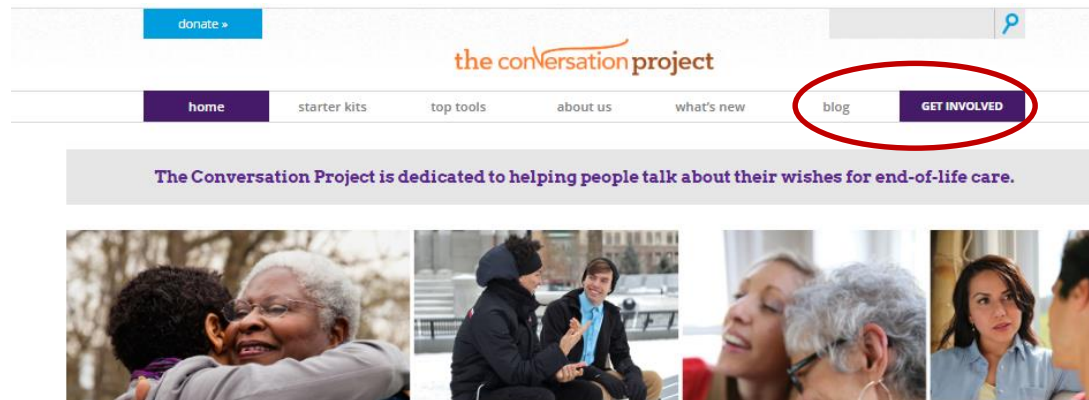 donate »
the conversation project
home starter kits top tools about us what's new blog GET INVOLVED
The Conversation Project is dedicated to helping people talk about their wishes for end-of-life care.